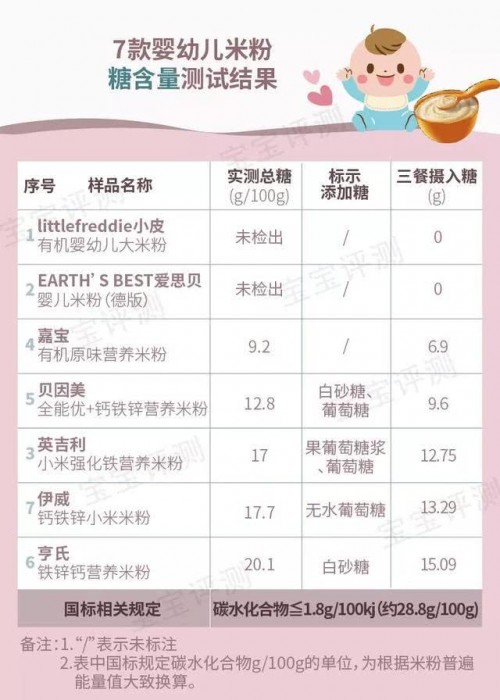 7款婴幼儿米粉
糖含量测试结果
序号 样品名称 实测总糖 (g/100g) 标示添加糖 三餐摄入糖 (g)
1 littlefreddie小皮 有机婴幼儿大米粉 未检出 / 0
2 EARTH'S BEST爱思贝 婴儿米粉(德版) 未检出 / 0
4 嘉宝 有机原味营养米粉 9.2 / 6.9
5 贝因美 全能优+钙铁锌营养米粉 12.8 白砂糖、葡萄糖 9.6
3 英吉利 小米强化铁营养米粉 17 果葡萄糖浆、葡萄糖 12.75
7 伊威 钙铁锌小米米粉 17.7 无水葡萄糖 13.29
6 亨氏 铁锌钙营养米粉 20.1 白砂糖 15.09
国标相关规定 碳水化合物≦1.8g/100kj(约28.8g/100g)
备注:1.“/”表示未标注
2.表中国标规定碳水化合物g/100g的单位,为根据米粉普遍
能量值大致换算。
宝宝评测